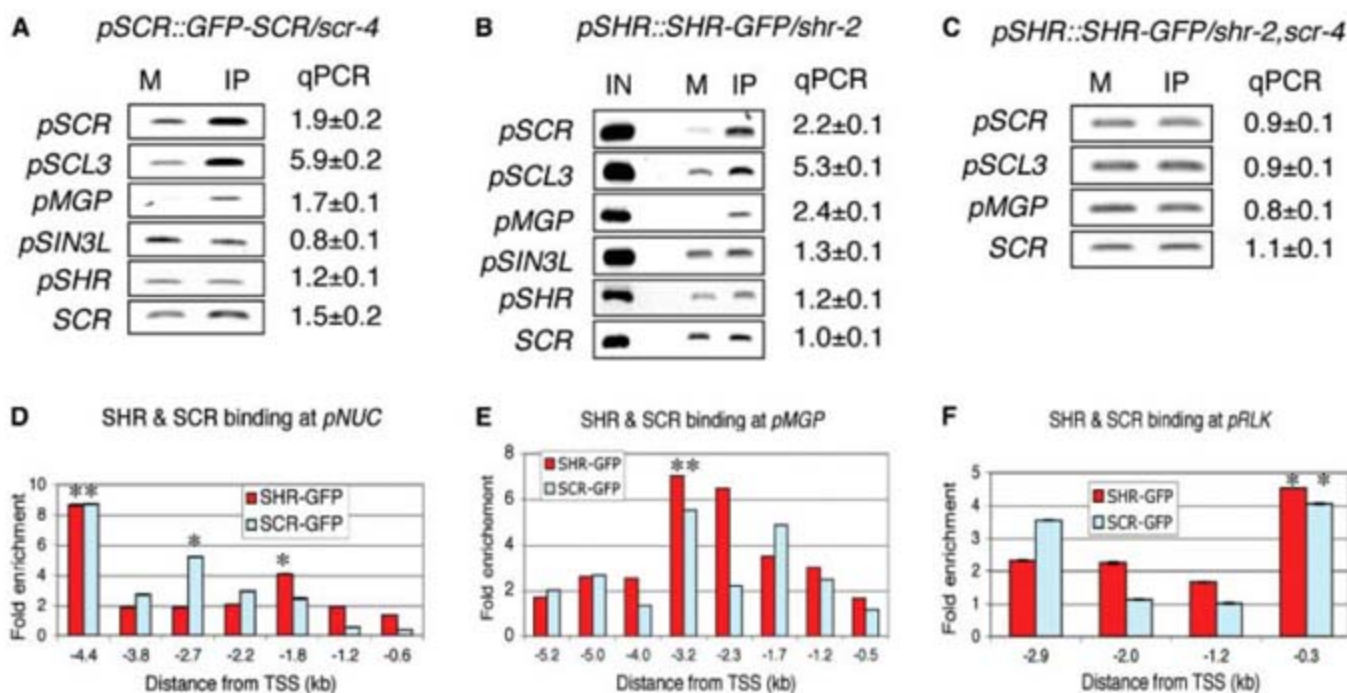 A pSCR::GFP-SCR/scr-4
M IP qPCR
pSCR 1.9±0.2
pSCL3 5.9±0.2
pMGP 1.7±0.1
pSIN3L 0.8±0.1
pSHR 1.2±0.1
SCR 1.5±0.2
B pSHR::SHR-GFP/shr-2
IN M IP qPCR
pSCR 2.2±0.1
pSCL3 5.3±0.1
pMGP 2.4±0.1
pSIN3L 1.3±0.1
pSHR 1.2±0.1
SCR 1.0±0.1
C pSHR::SHR-GFP/shr-2,scr-4
M IP qPCR
pSCR 0.9±0.1
pSCL3 0.9±0.1
pMGP 0.8±0.1
SCR 1.1±0.1
D SHR & SCR binding at pNUC
Fold enrichment
10
8
6
4
2
0
* * * *
SHR-GFP
SCR-GFP
-4.4 -3.8 -2.7 -2.2 -1.8 -1.2 -0.6
Distance from TSS (kb)
E SHR & SCR binding at pMGP
Fold enrichment
8
6
4
2
0
SHR-GFP
SCR-GFP
**
-5.2 -5.0 -4.0 -3.2 -2.3 -1.7 -1.2 -0.5
Distance from TSS (kb)
F SHR & SCR binding at pRLK
Fold enrichment
5
4
3
2
1
0
SHR-GFP
SCR-GFP
* *
-2.9 -2.0 -1.2 -0.3
Distance from TSS (kb)